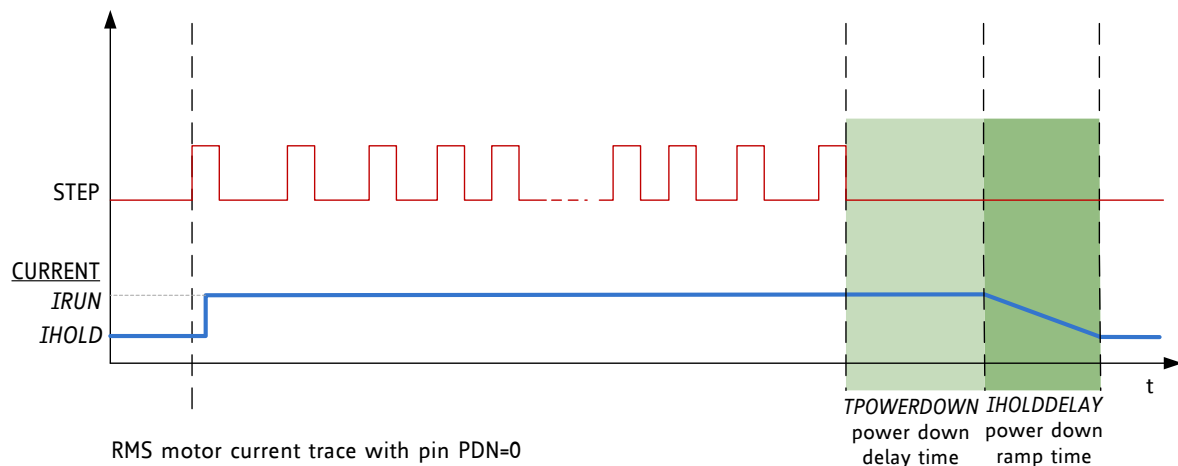 STEP
CURRENT
IRUN
IHOLD
t
TPOWERDOWN
power down
delay time
IHOLDDELAY
power down
ramp time
RMS motor current trace with pin PDN=0